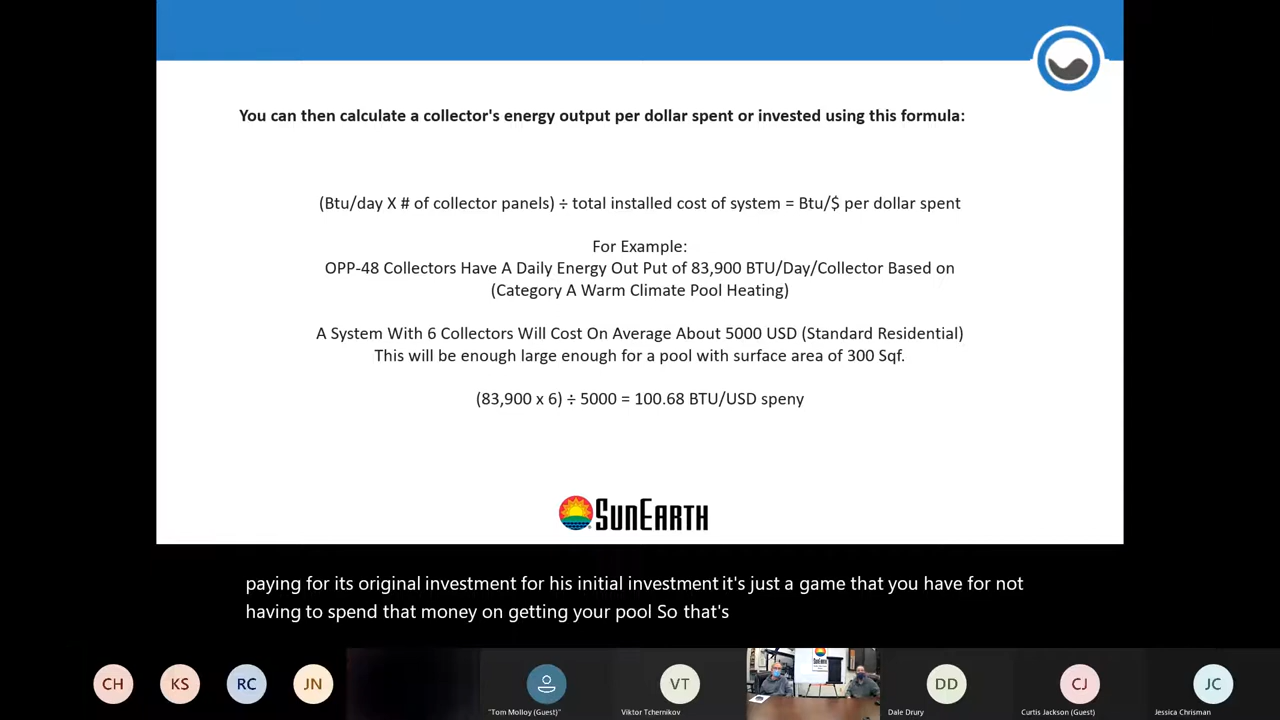 You can then calculate a collector's energy output per dollar spent or invested using this formula:
(Btu/day X # of collector panels) ÷ total installed cost of system = Btu/$ per dollar spent
For Example:
OPP-48 Collectors Have A Daily Energy Out Put of 83,900 BTU/Day/Collector Based on
(Category A Warm Climate Pool Heating)
A System With 6 Collectors Will Cost On Average About 5000 USD (Standard Residential)
This will be enough large enough for a pool with surface area of 300 Sqf.
(83,900 x 6) ÷ 5000 = 100.68 BTU/USD speny
SUNEARTH
paying for its original investment for his initial investment it's just a game that you have for not
having to spend that money on getting your pool So that's
CH
KS
RC
JN
VT
SUNEARTH
DD
CJ
JC
"Tom Molloy (Guest)"
Viktor Tchernikov
Dale Drury
Curtis Jackson (Guest)
Jessica Chrisman